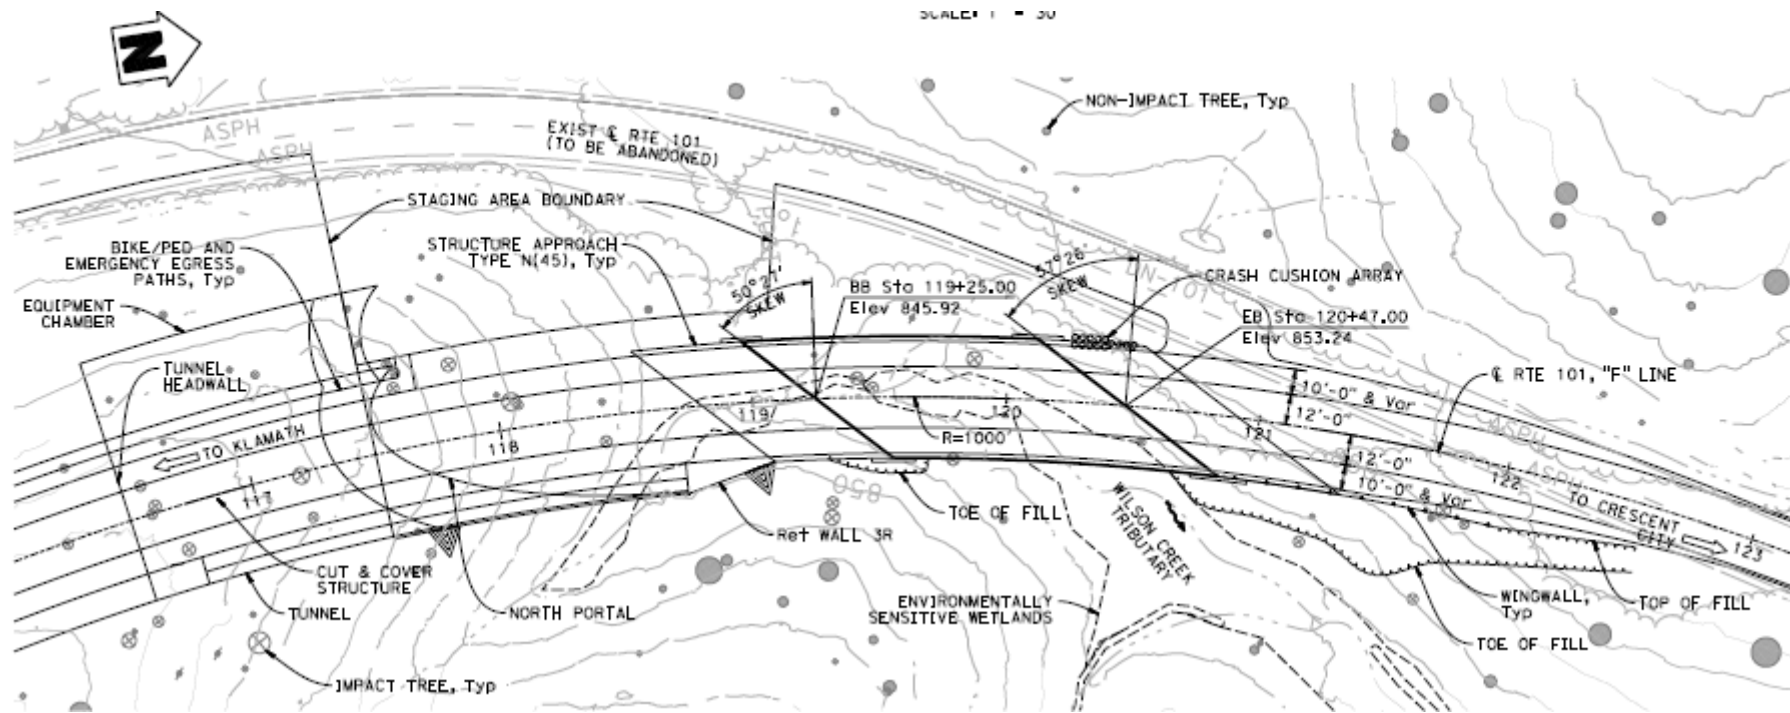 N
NON-IMPACT TREE, Typ
ASPH
ASPH
EXIST ℄ RTE 101
(TO BE ABANDONED)
STAGING AREA BOUNDARY
BIKE/PED AND
EMERGENCY EGRESS
PATHS, Typ
STRUCTURE APPROACH
TYPE N(45), Typ
EQUIPMENT
CHAMBER
TUNNEL
HEADWALL
50°27'
SKEW
BB Sta 119+25.00
Elev 845.92
57°26'
SKEW
CRASH CUSHION ARRAY
EB Sta 120+47.00
Elev 853.24
℄ RTE 101, "F" LINE
10'-0" & Var
12'-0"
12'-0"
10'-0" & Var
TO KLAMATH
118
119
120
121
122
123
R=1000'
ASPH
ASPH
TO CRESCENT
CITY
850
TOE OF FILL
Ret WALL 3R
WILSON CREEK
TRIBUTARY
CUT & COVER
STRUCTURE
TUNNEL
NORTH PORTAL
ENVIRONMENTALLY
SENSITIVE WETLANDS
WINGWALL,
Typ
TOP OF FILL
TOE OF FILL
IMPACT TREE, Typ